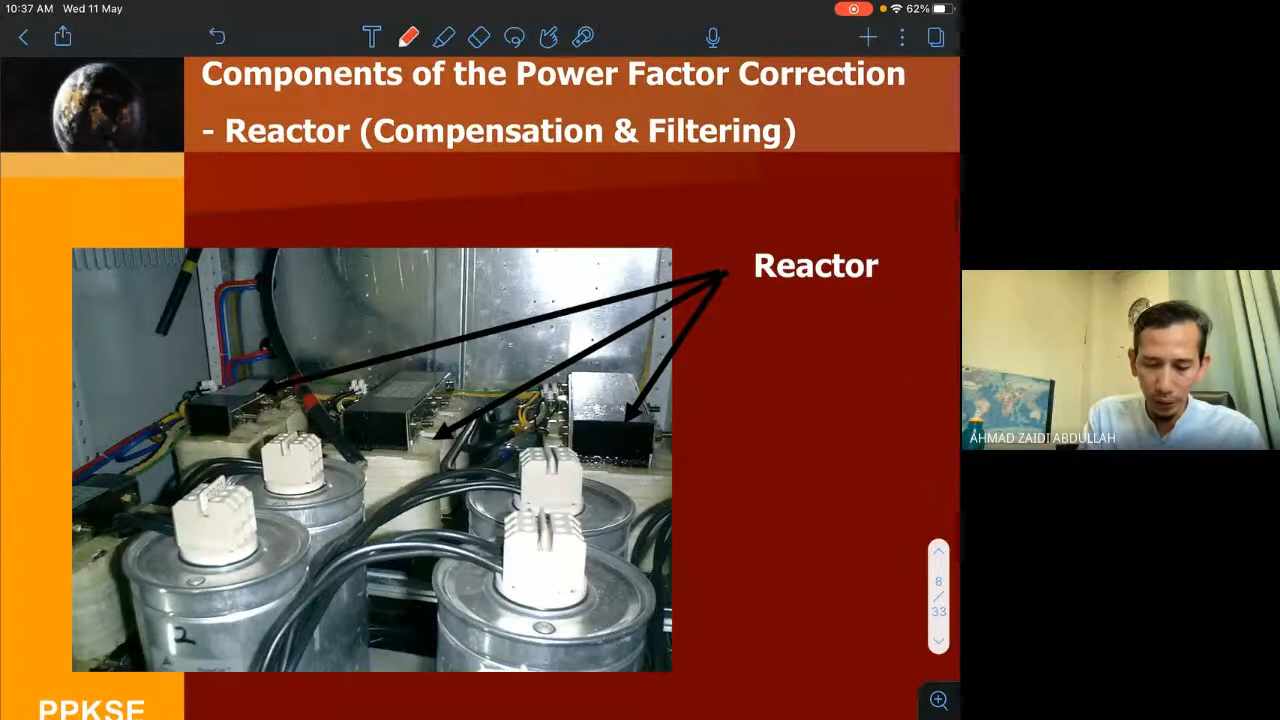 10:37 AM Wed 11 May
62%
Components of the Power Factor Correction
- Reactor (Compensation & Filtering)
Reactor
AHMAD ZAIDI ABDULLAH
2
8
/
33
PPKSE